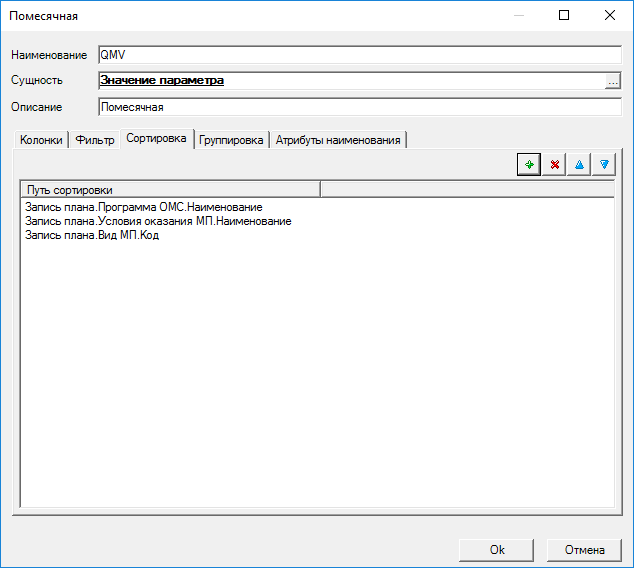 Помесячная
Наименование QMV
Сущность Значение параметра ...
Описание Помесячная
Колонки Фильтр Сортировка Группировка Атрибуты наименования
Путь сортировки
Запись плана.Программа ОМС.Наименование
Запись плана.Условия оказания МП.Наименование
Запись плана.Вид МП.Код
Ok Отмена